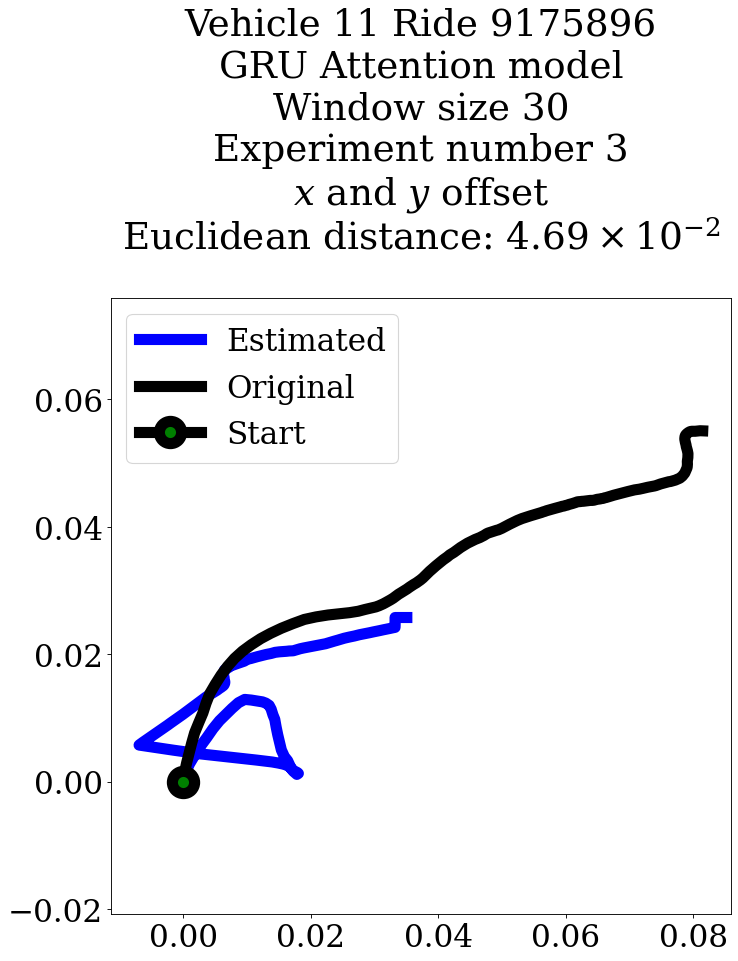 Vehicle 11 Ride 9175896
GRU Attention model
Window size 30
Experiment number 3
x and y offset
Euclidean distance: 4.69 × 10⁻²
Estimated
Original
Start
0.06
0.04
0.02
0.00
−0.02
0.00 0.02 0.04 0.06 0.08